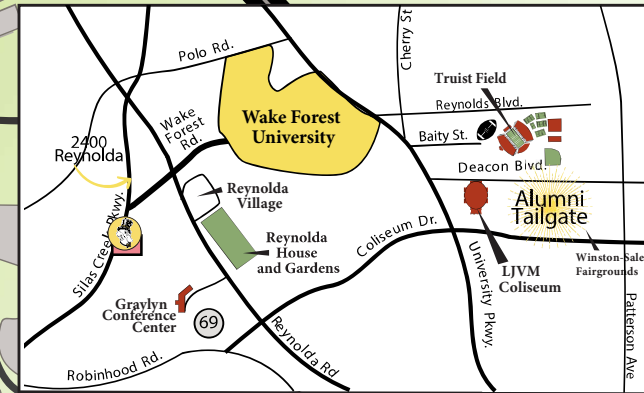 Cherry St
Polo Rd.
Truist Field
Reynolds Blvd.
Wake Forest
University
Wake
Forest
Rd.
Baity St.
2400
Reynolda
Deacon Blvd.
Reynolda
Village
Alumni
Tailgate
Silas Creek Pkwy.
Reynolda
House
and Gardens
Coliseum Dr.
University Pkwy.
LJVM
Coliseum
Winston-Sale
Fairgrounds
Graylyn
Conference
Center
69
Reynolda Rd
Patterson Ave
Robinhood Rd.